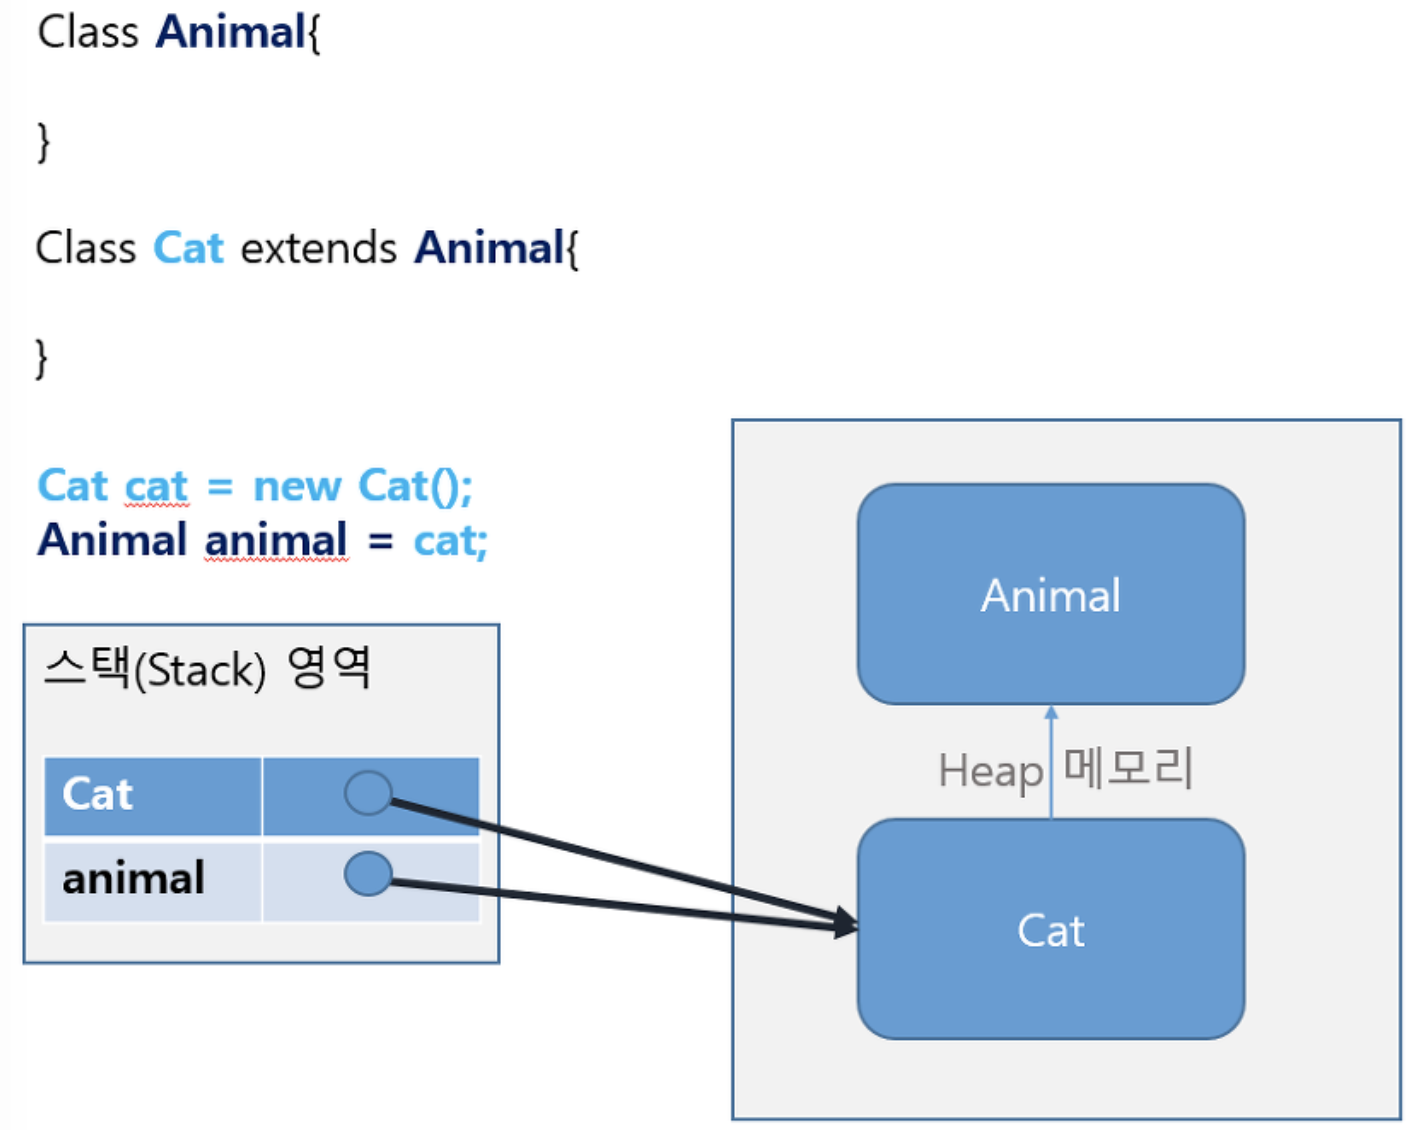 Class Animal{
}
Class Cat extends Animal{
}
Cat cat = new Cat();
Animal animal = cat;
스택(Stack) 영역
Cat
animal
Animal
Heap 메모리
Cat